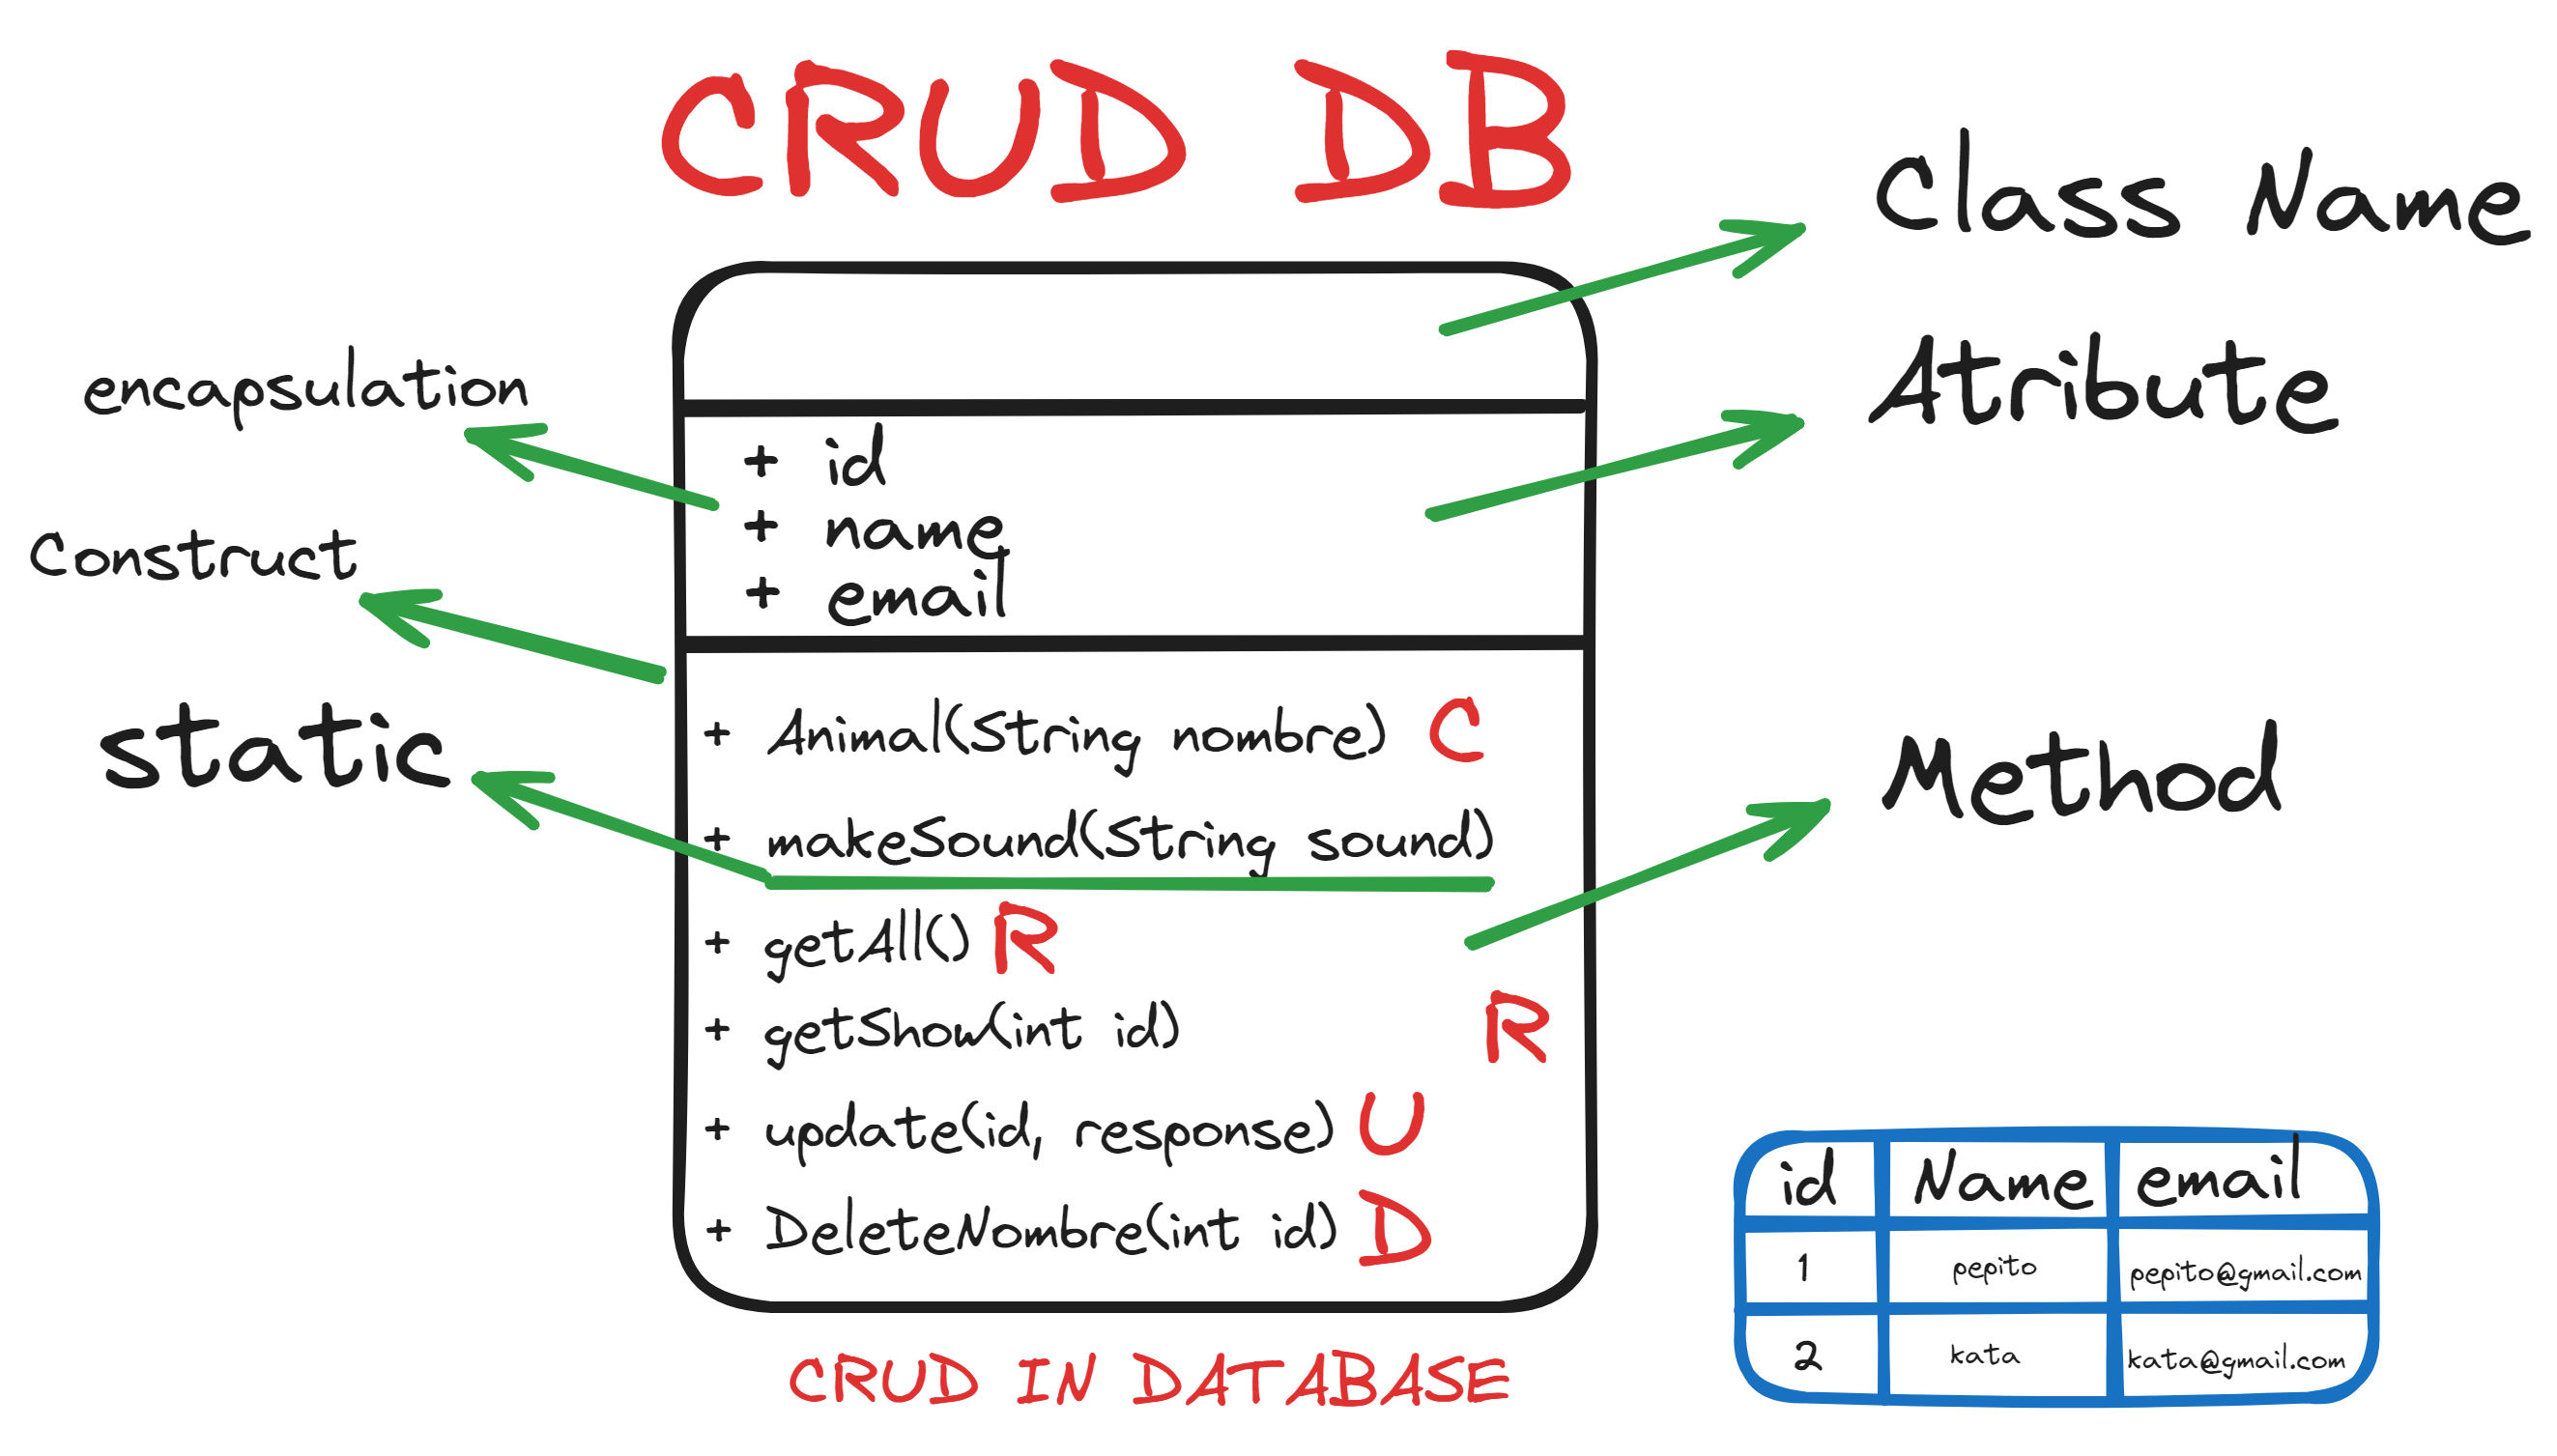 CRUD DB
Class Name
Atribute
encapsulation
Construct
static
Method
+ id
+ name
+ email
+ Animal(String nombre) C
+ makeSound(String sound)
+ getAll() R
+ getShow(int id) R
+ update(id, response) U
+ DeleteNombre(int id) D
CRUD IN DATABASE
id Name email
1 pepito pepito@gmail.com
2 kata kata@gmail.com